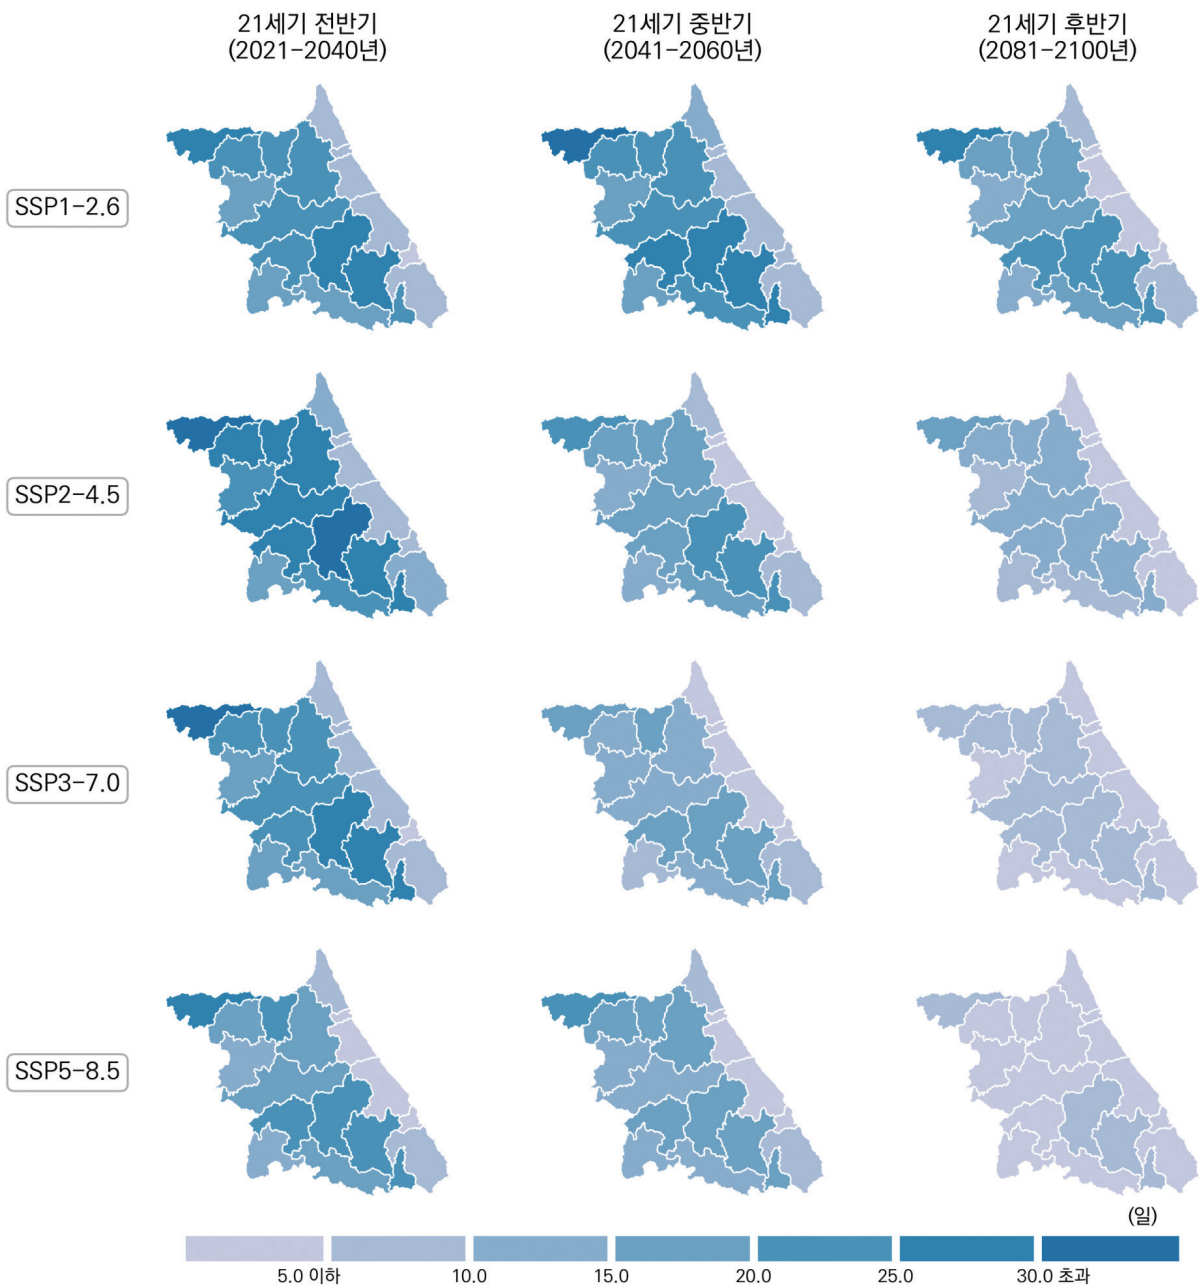 21세기 전반기
(2021-2040년)
21세기 중반기
(2041-2060년)
21세기 후반기
(2081-2100년)
SSP1-2.6
SSP2-4.5
SSP3-7.0
SSP5-8.5
(일)
5.0 이하
10.0
15.0
20.0
25.0
30.0 초과